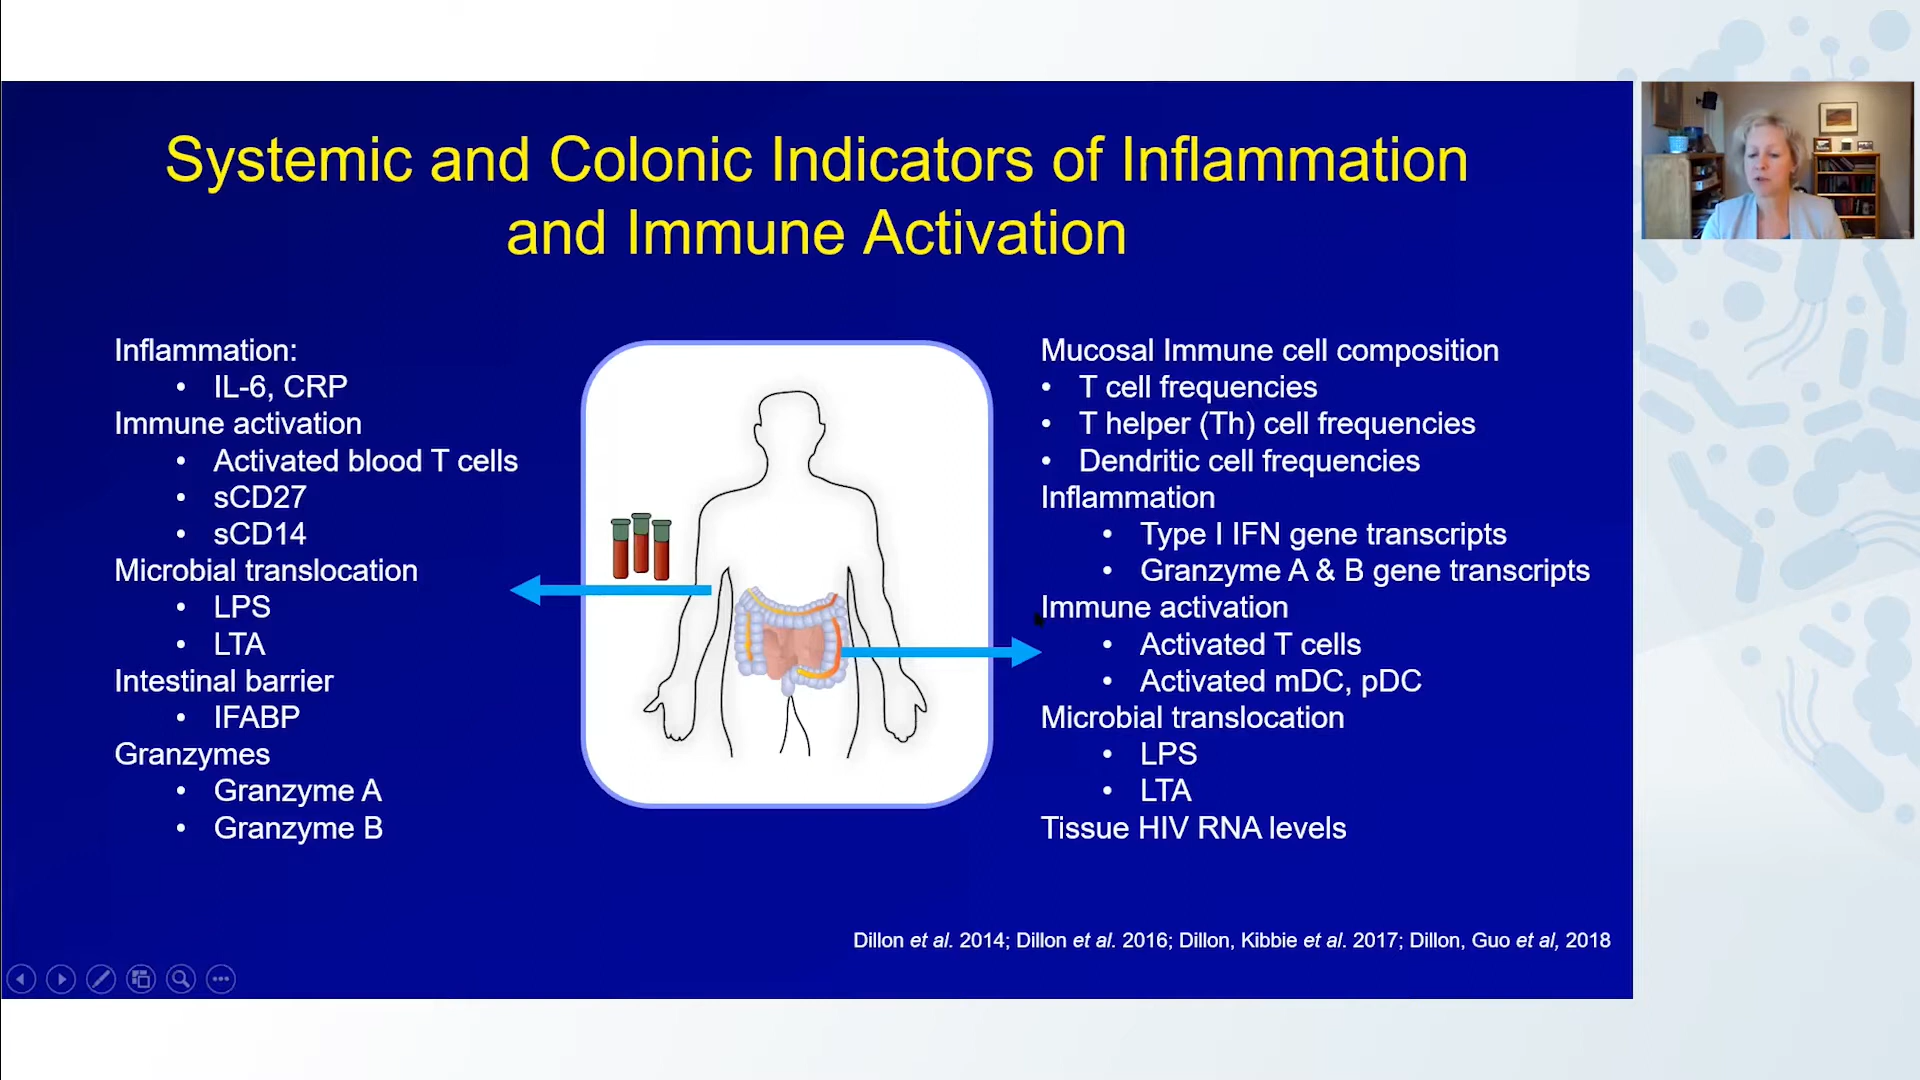 Systemic and Colonic Indicators of Inflammation
and Immune Activation
Inflammation:
• IL-6, CRP
Immune activation
• Activated blood T cells
• sCD27
• sCD14
Microbial translocation
• LPS
• LTA
Intestinal barrier
• IFABP
Granzymes
• Granzyme A
• Granzyme B
Mucosal Immune cell composition
• T cell frequencies
• T helper (Th) cell frequencies
• Dendritic cell frequencies
Inflammation
• Type I IFN gene transcripts
• Granzyme A & B gene transcripts
Immune activation
• Activated T cells
• Activated mDC, pDC
Microbial translocation
• LPS
• LTA
Tissue HIV RNA levels
Dillon et al. 2014; Dillon et al. 2016; Dillon, Kibbie et al. 2017; Dillon, Guo et al, 2018